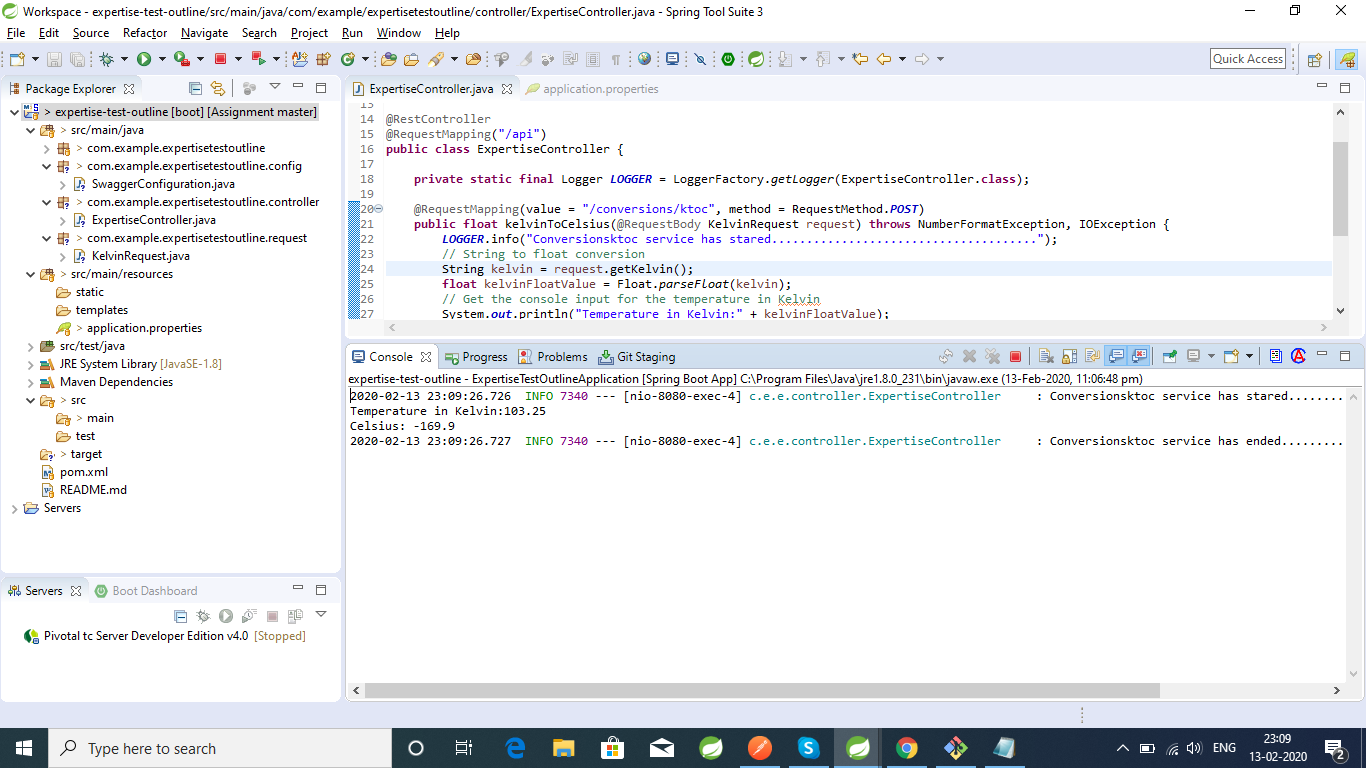 Workspace - expertise-test-outline/src/main/java/com/example/expertisetestoutline/controller/ExpertiseController.java - Spring Tool Suite 3
File Edit Source Refactor Navigate Search Project Run Window Help
Quick Access
Package Explorer
> expertise-test-outline [boot] [Assignment master]
> src/main/java
> com.example.expertisetestoutline
> com.example.expertisetestoutline.config
SwaggerConfiguration.java
> com.example.expertisetestoutline.controller
ExpertiseController.java
> com.example.expertisetestoutline.request
KelvinRequest.java
> src/main/resources
static
templates
> application.properties
src/test/java
JRE System Library [JavaSE-1.8]
Maven Dependencies
> src
> main
test
> target
pom.xml
README.md
Servers
Servers Boot Dashboard
Pivotal tc Server Developer Edition v4.0 [Stopped]
ExpertiseController.java application.properties
13
14 @RestController
15 @RequestMapping("/api")
16 public class ExpertiseController {
17
18 private static final Logger LOGGER = LoggerFactory.getLogger(ExpertiseController.class);
19
20 @RequestMapping(value = "/conversions/ktoc", method = RequestMethod.POST)
21 public float kelvinToCelsius(@RequestBody KelvinRequest request) throws NumberFormatException, IOException {
22 LOGGER.info("Conversionsktoc service has stared......................................");
23 // String to float conversion
24 String kelvin = request.getKelvin();
25 float kelvinFloatValue = Float.parseFloat(kelvin);
26 // Get the console input for the temperature in Kelvin
27 System.out.println("Temperature in Kelvin:" + kelvinFloatValue);
Console Progress Problems Git Staging
expertise-test-outline - ExpertiseTestOutlineApplication [Spring Boot App] C:\Program Files\Java\jre1.8.0_231\bin\javaw.exe (13-Feb-2020, 11:06:48 pm)
2020-02-13 23:09:26.726 INFO 7340 --- [nio-8080-exec-4] c.e.e.controller.ExpertiseController : Conversionsktoc service has stared........
Temperature in Kelvin:103.25
Celsius: -169.9
2020-02-13 23:09:26.727 INFO 7340 --- [nio-8080-exec-4] c.e.e.controller.ExpertiseController : Conversionsktoc service has ended.........
Type here to search
ENG
23:09
13-02-2020
2